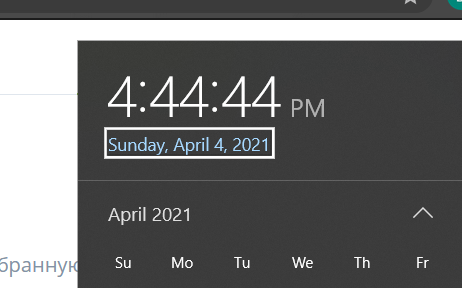 4:44:44 PM
Sunday, April 4, 2021
April 2021
бранную
Su Mo Tu We Th Fr